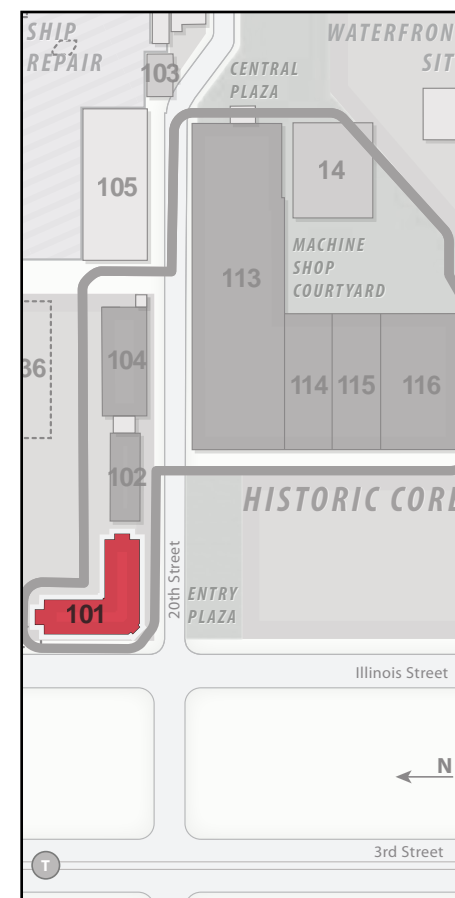 SHIP
REPAIR
WATERFRON
SIT
103
CENTRAL
PLAZA
105
14
MACHINE
SHOP
COURTYARD
113
104
36
114
115
116
102
HISTORIC CORE
20th Street
ENTRY
PLAZA
101
Illinois Street
N
3rd Street
T